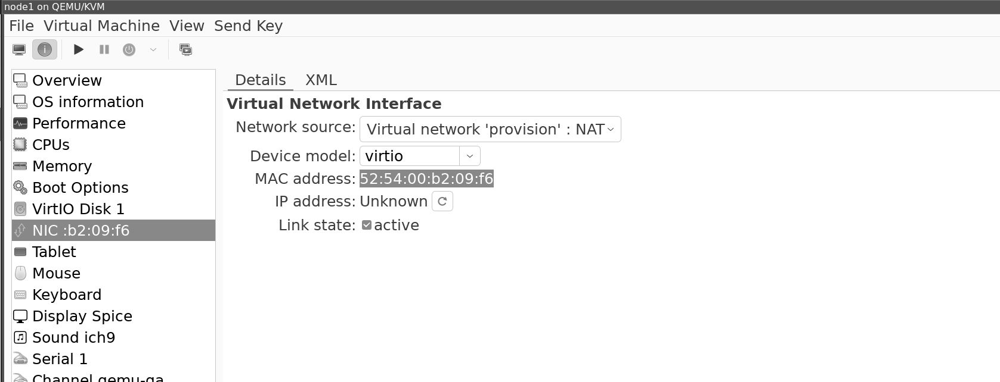 node1 on QEMU/KVM
File Virtual Machine View Send Key
Overview
OS information
Performance
CPUs
Memory
Boot Options
VirtIO Disk 1
NIC :b2:09:f6
Tablet
Mouse
Keyboard
Display Spice
Sound ich9
Serial 1
Channel qemu-ga
Details XML
Virtual Network Interface
Network source: Virtual network 'provision' : NAT
Device model: virtio
MAC address: 52:54:00:b2:09:f6
IP address: Unknown
Link state: active